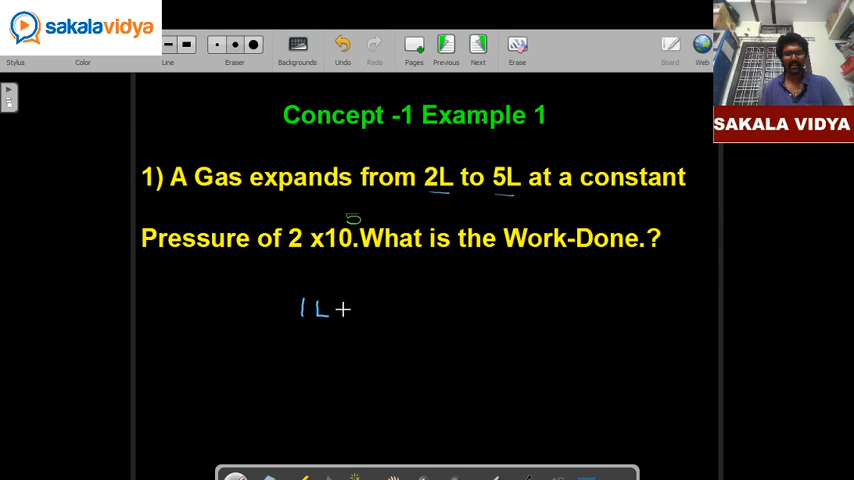 sakalavidya
Stylus Color Line Eraser Backgrounds Undo Redo Pages Previous Next Erase Board Web
SAKALA VIDYA
Concept -1 Example 1
1) A Gas expands from 2L to 5L at a constant
5
Pressure of 2 x10.What is the Work-Done.?
1L